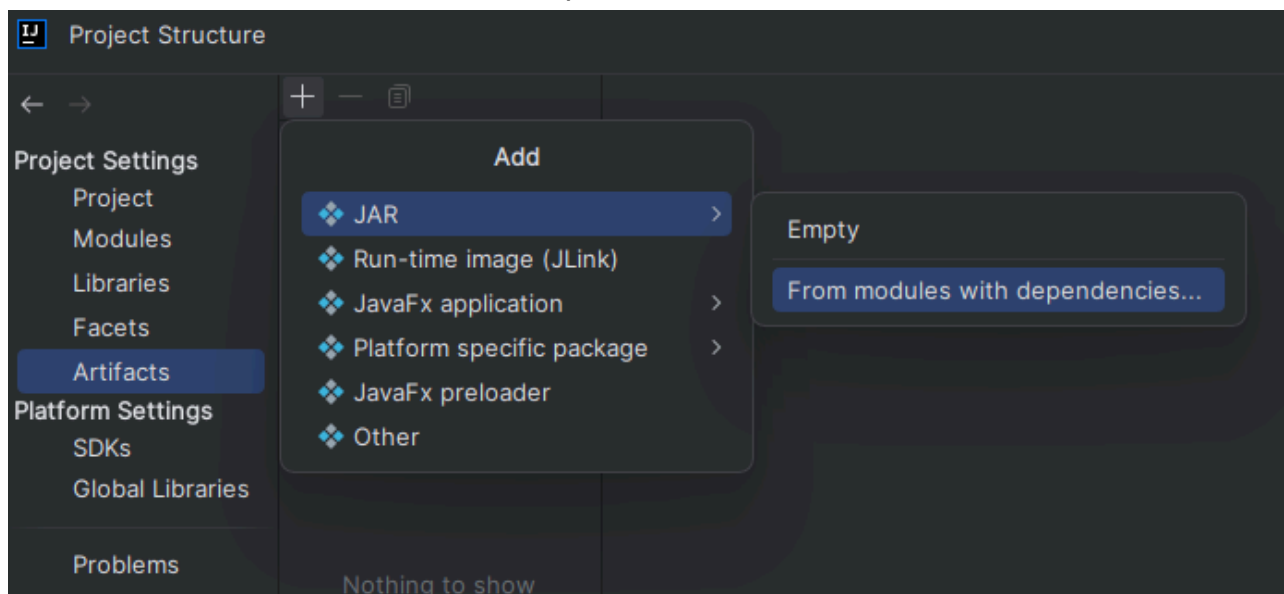 IJ
Project Structure
Project Settings
Project
Modules
Libraries
Facets
Artifacts
Platform Settings
SDKs
Global Libraries
Problems
Add
JAR
Run-time image (JLink)
JavaFx application
Platform specific package
JavaFx preloader
Other
Empty
From modules with dependencies...
Nothing to show